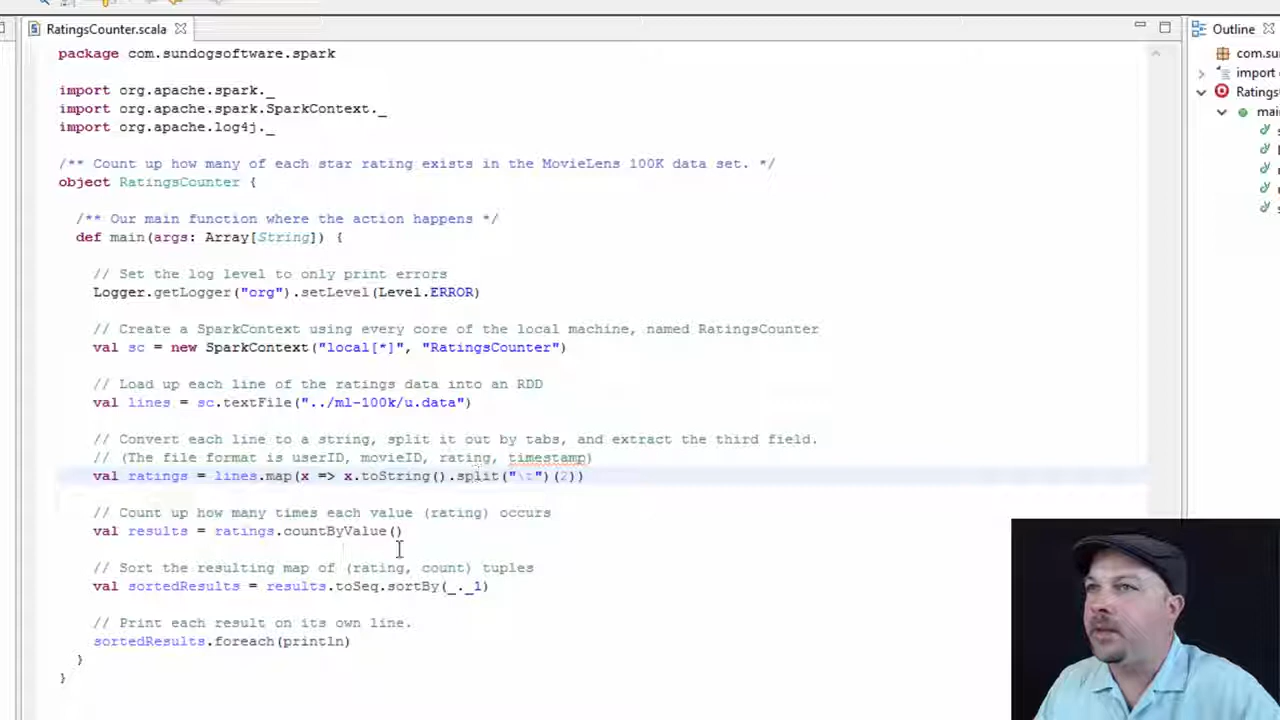 RatingsCounter.scala
Outline
package com.sundogsoftware.spark
import org.apache.spark._
import org.apache.spark.SparkContext._
import org.apache.log4j._
/** Count up how many of each star rating exists in the MovieLens 100K data set. */
object RatingsCounter {
/** Our main function where the action happens */
def main(args: Array[String]) {
// Set the log level to only print errors
Logger.getLogger("org").setLevel(Level.ERROR)
// Create a SparkContext using every core of the local machine, named RatingsCounter
val sc = new SparkContext("local[*]", "RatingsCounter")
// Load up each line of the ratings data into an RDD
val lines = sc.textFile("../ml-100k/u.data")
// Convert each line to a string, split it out by tabs, and extract the third field.
// (The file format is userID, movieID, rating, timestamp)
val ratings = lines.map(x => x.toString().split("\t")(2))
// Count up how many times each value (rating) occurs
val results = ratings.countByValue()
// Sort the resulting map of (rating, count) tuples
val sortedResults = results.toSeq.sortBy(_._1)
// Print each result on its own line.
sortedResults.foreach(println)
}
}
com.su
import
Ratings
mai